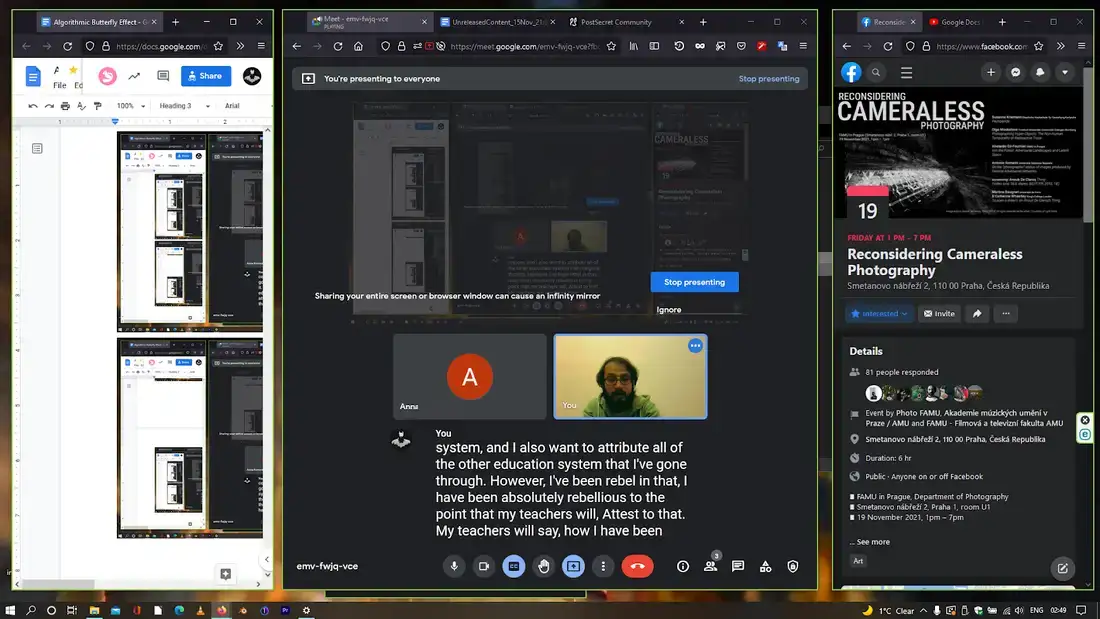 Algorithmic Butterfly Effect - G
https://docs.google.com/
File
Ed
Share
100%
Heading 3
Arial
Meet - emv-fwjq-vce
PLAYING
UnreleasedContent_15Nov_21@
PostSecret Community
https://meet.google.com/emv-fwjq-vce?
You're presenting to everyone
Stop presenting
Sharing your entire screen or browser window can cause an infinity mirror
Stop presenting
Ignore
A
Anna
You
You
system, and I also want to attribute all of
the other education system that I've gone
through. However, I've been rebel in that, I
have been absolutely rebellious to the
point that my teachers will, Attest to that.
My teachers will say, how I have been
emv-fwjq-vce
3
Reconsideri
Google Docs
https://www.facebook.com
RECONSIDERING
CAMERALESS
PHOTOGRAPHY
19
FRIDAY AT 1 PM – 7 PM
Reconsidering Cameraless
Photography
Smetanovo nábřeží 2, 110 00 Praha, Česká Republika
Interested
Invite
Details
81 people responded
Event by Photo FAMU, Akademie múzických umění v
Praze / AMU and FAMU - Filmová a televizní fakulta AMU
Smetanovo nábřeží 2, 110 00 Praha, Česká Republika
Duration: 6 hr
Public · Anyone on or off Facebook
FAMU in Prague, Department of Photography
Smetanovo nábřeží 2, Praha 1, room U1
19 November 2021, 1pm – 7pm
... See more
Art
1°C Clear
ENG
02:49